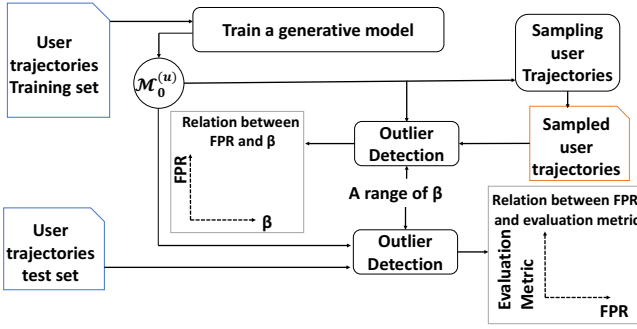 User
trajectories
Training set
Train a generative model
Sampling
user
Trajectories
ℳ₀⁽ᵘ⁾
Relation between
FPR and β
FPR
β
Outlier
Detection
Sampled
user
trajectories
A range of β
User
trajectories
test set
Outlier
Detection
Relation between FPR
and evaluation metric
Evaluation
Metric
FPR